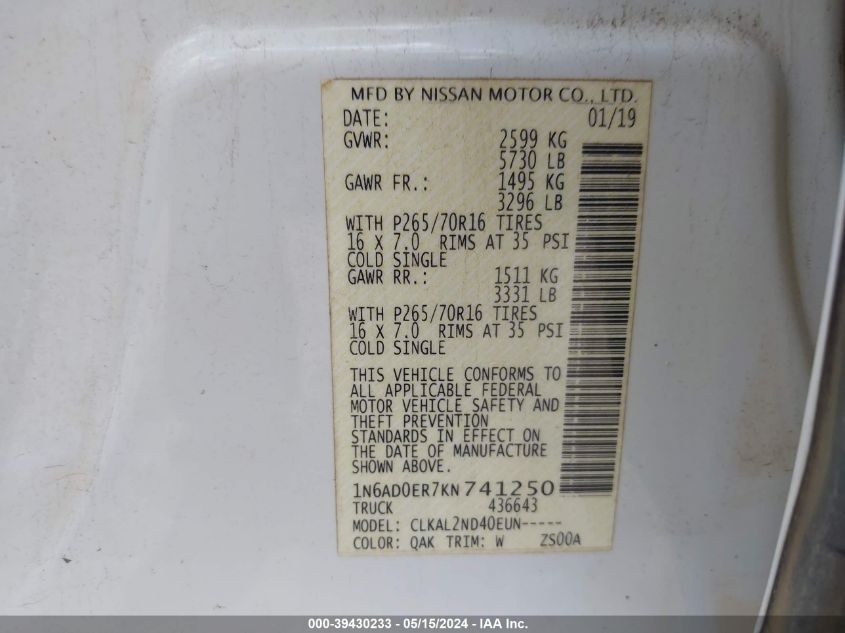 MFD BY NISSAN MOTOR CO., LTD.
DATE: 01/19
GVWR: 2599 KG
5730 LB
GAWR FR.: 1495 KG
3296 LB
WITH P265/70R16 TIRES
16 X 7.0 RIMS AT 35 PSI
COLD SINGLE
GAWR RR.: 1511 KG
3331 LB
WITH P265/70R16 TIRES
16 X 7.0 RIMS AT 35 PSI
COLD SINGLE
THIS VEHICLE CONFORMS TO
ALL APPLICABLE FEDERAL
MOTOR VEHICLE SAFETY AND
THEFT PREVENTION
STANDARDS IN EFFECT ON
THE DATE OF MANUFACTURE
SHOWN ABOVE.
1N6AD0ER7KN741250
TRUCK 436643
MODEL: CLKAL2ND40EUN-----
COLOR: QAK TRIM: W ZS00A
000-39430233 - 05/15/2024 - IAA Inc.